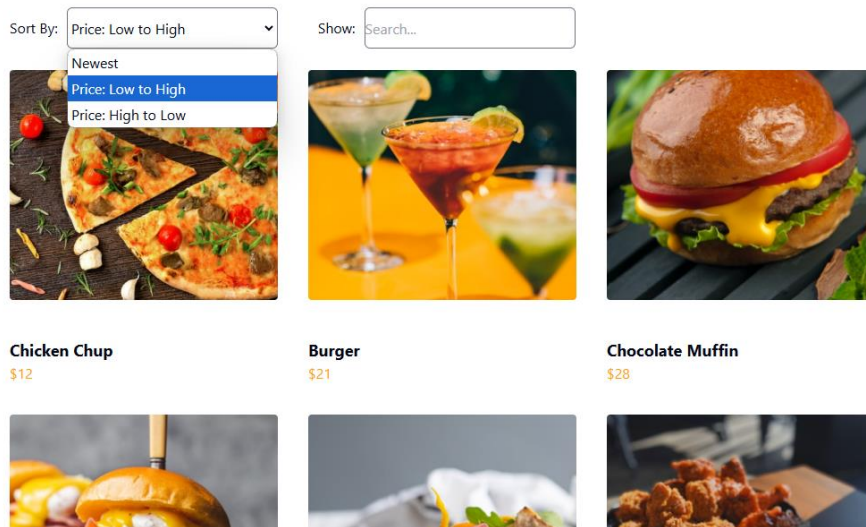 Sort By: Price: Low to High Show: Search...
Newest
Price: Low to High
Price: High to Low
Chicken Chup Burger Chocolate Muffin
$12 $21 $28